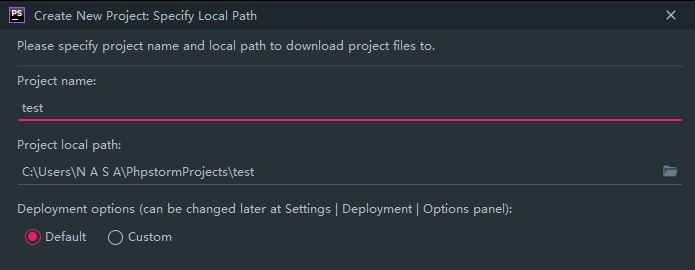 PS Create New Project: Specify Local Path
Please specify project name and local path to download project files to.
Project name:
test
Project local path:
C:\Users\N A S A\PhpstormProjects\test
Deployment options (can be changed later at Settings | Deployment | Options panel):
Default Custom